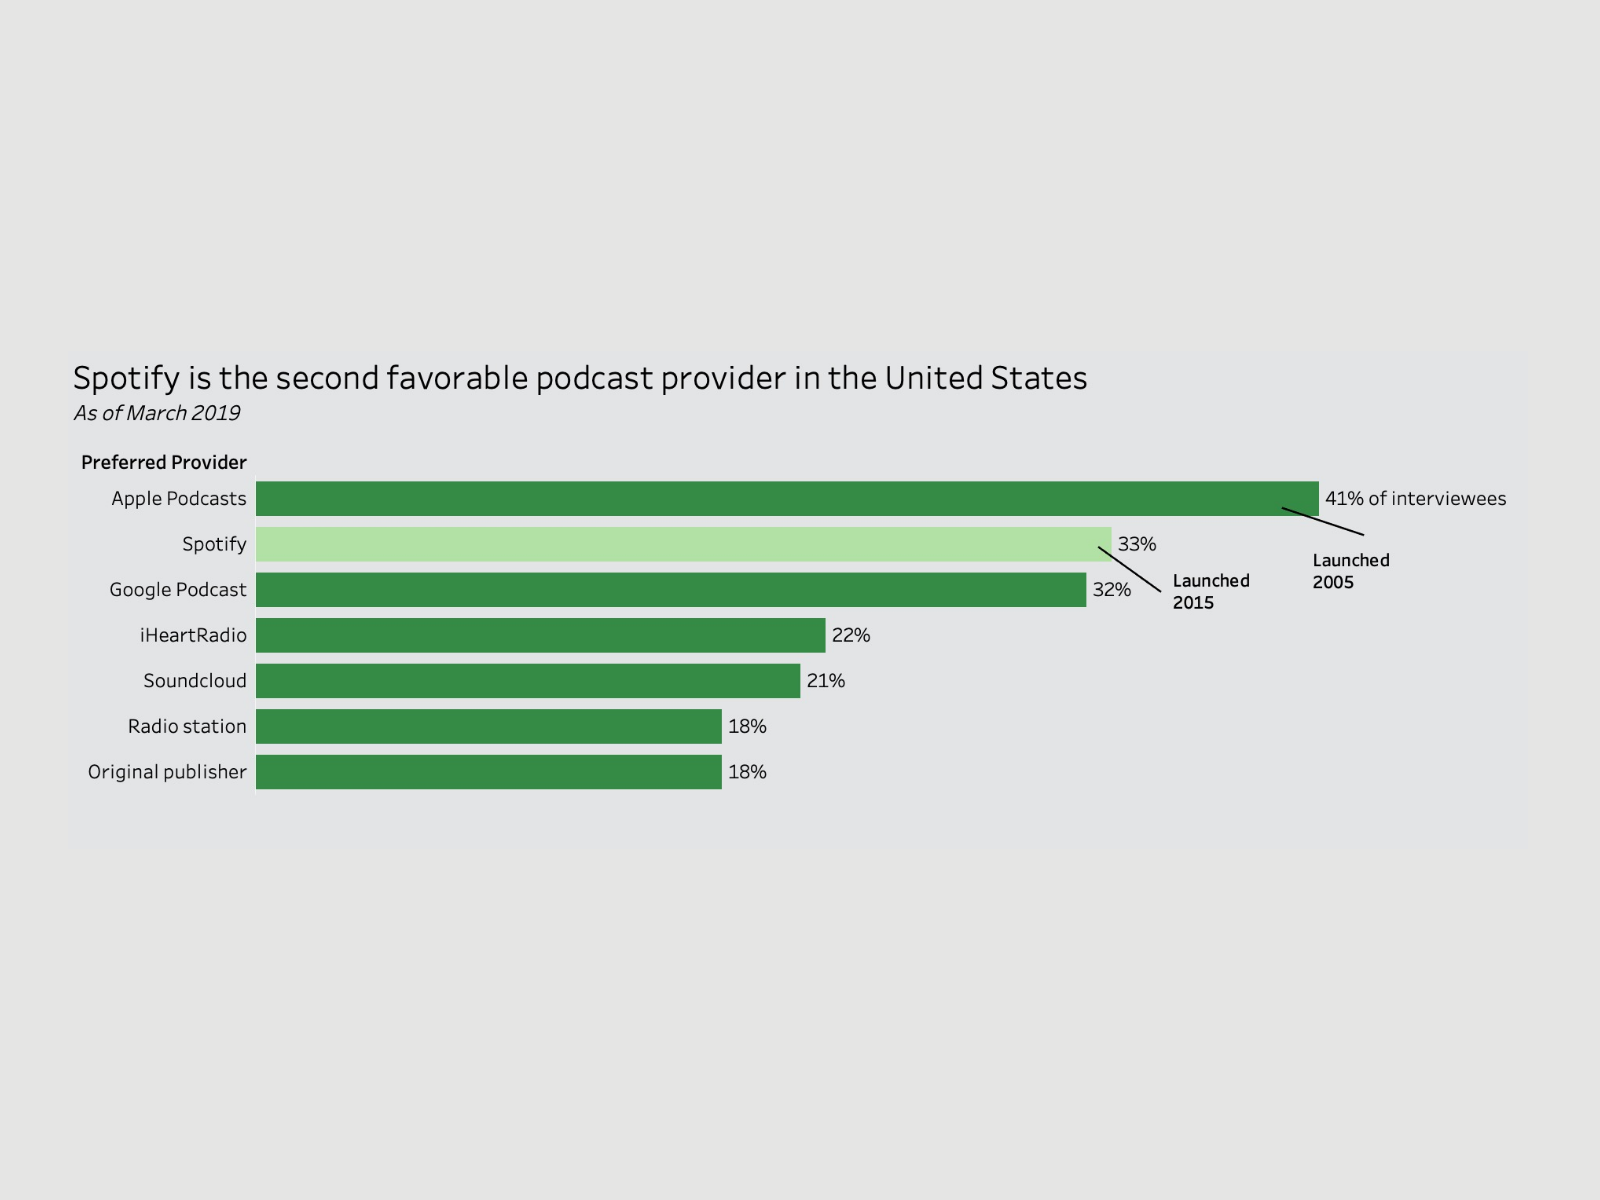 Spotify is the second favorable podcast provider in the United States
As of March 2019
Preferred Provider
Apple Podcasts 41% of interviewees
Spotify 33%
Launched
2005
Google Podcast 32%
Launched
2015
iHeartRadio 22%
Soundcloud 21%
Radio station 18%
Original publisher 18%